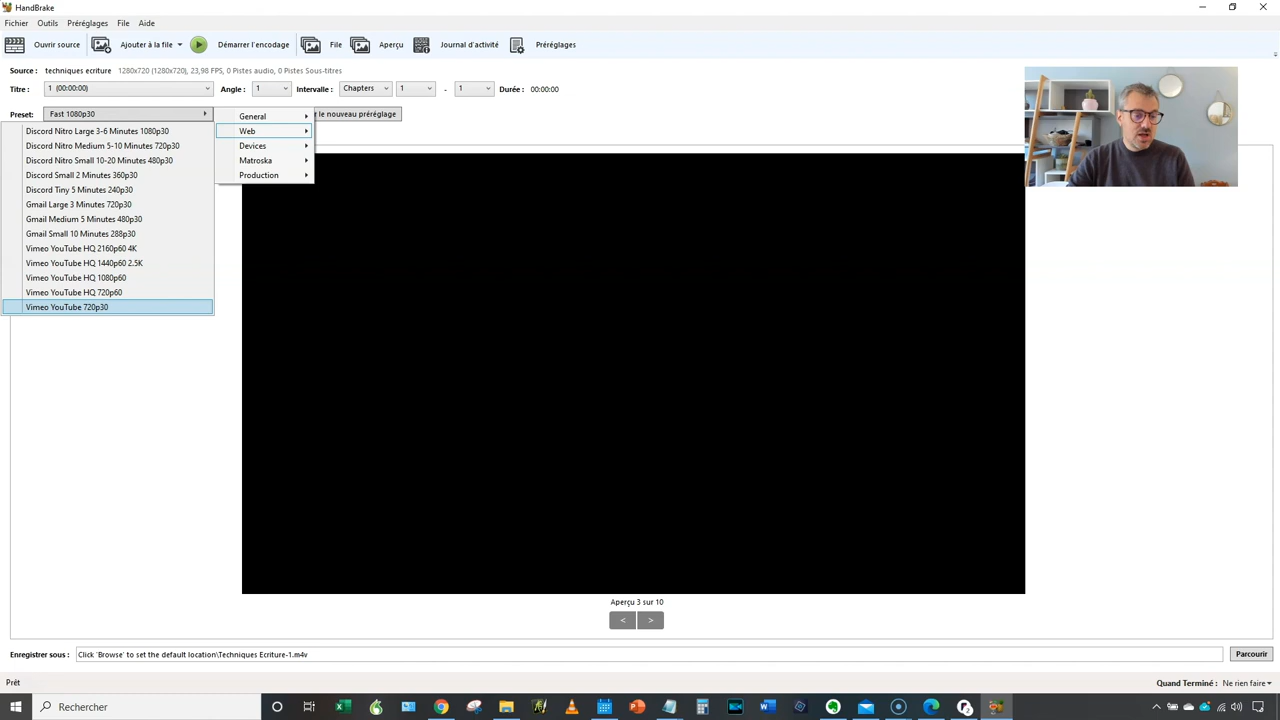 HandBrake
Fichier Outils Préréglages File Aide
Ouvrir source Ajouter à la file Démarrer l'encodage File Aperçu Journal d'activité Préréglages
Source : techniques ecriture 1280x720 (1280x720), 23,98 FPS, 0 Pistes audio, 0 Pistes Sous-titres
Titre : 1 (00:00:00) Angle : 1 Intervalle : Chapters 1 - 1 Durée : 00:00:00
Preset: Fast 1080p30 r le nouveau préréglage
General
Web
Devices
Matroska
Production
Discord Nitro Large 3-6 Minutes 1080p30
Discord Nitro Medium 5-10 Minutes 720p30
Discord Nitro Small 10-20 Minutes 480p30
Discord Small 2 Minutes 360p30
Discord Tiny 5 Minutes 240p30
Gmail Large 3 Minutes 720p30
Gmail Medium 5 Minutes 480p30
Gmail Small 10 Minutes 288p30
Vimeo YouTube HQ 2160p60 4K
Vimeo YouTube HQ 1440p60 2.5K
Vimeo YouTube HQ 1080p60
Vimeo YouTube HQ 720p60
Vimeo YouTube 720p30
Aperçu 3 sur 10
< >
Enregistrer sous : Click 'Browse' to set the default location\Techniques Ecriture-1.m4v Parcourir
Prêt Quand Terminé : Ne rien faire
Rechercher